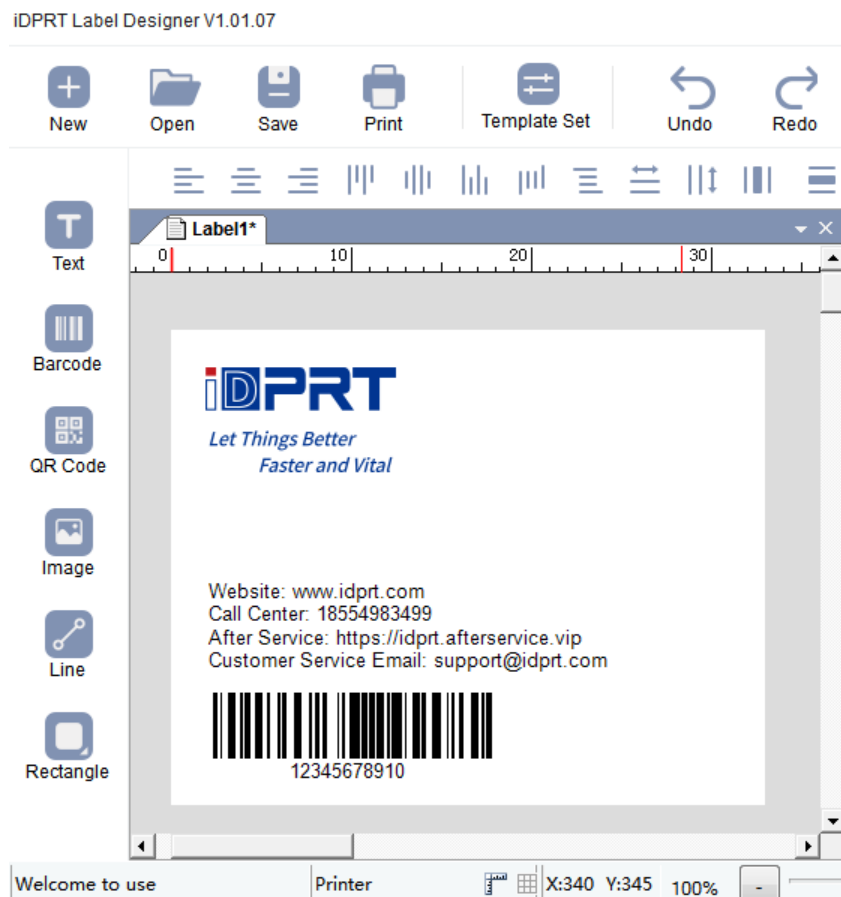 iDPRT Label Designer V1.01.07
New Open Save Print Template Set Undo Redo
Label1*
0 10 20 30
Text
Barcode
QR Code
Image
Line
Rectangle
iDPRT
Let Things Better
Faster and Vital
Website: www.idprt.com
Call Center: 18554983499
After Service: https://idprt.afterservice.vip
Customer Service Email: support@idprt.com
12345678910
Welcome to use Printer X:340 Y:345 100% -